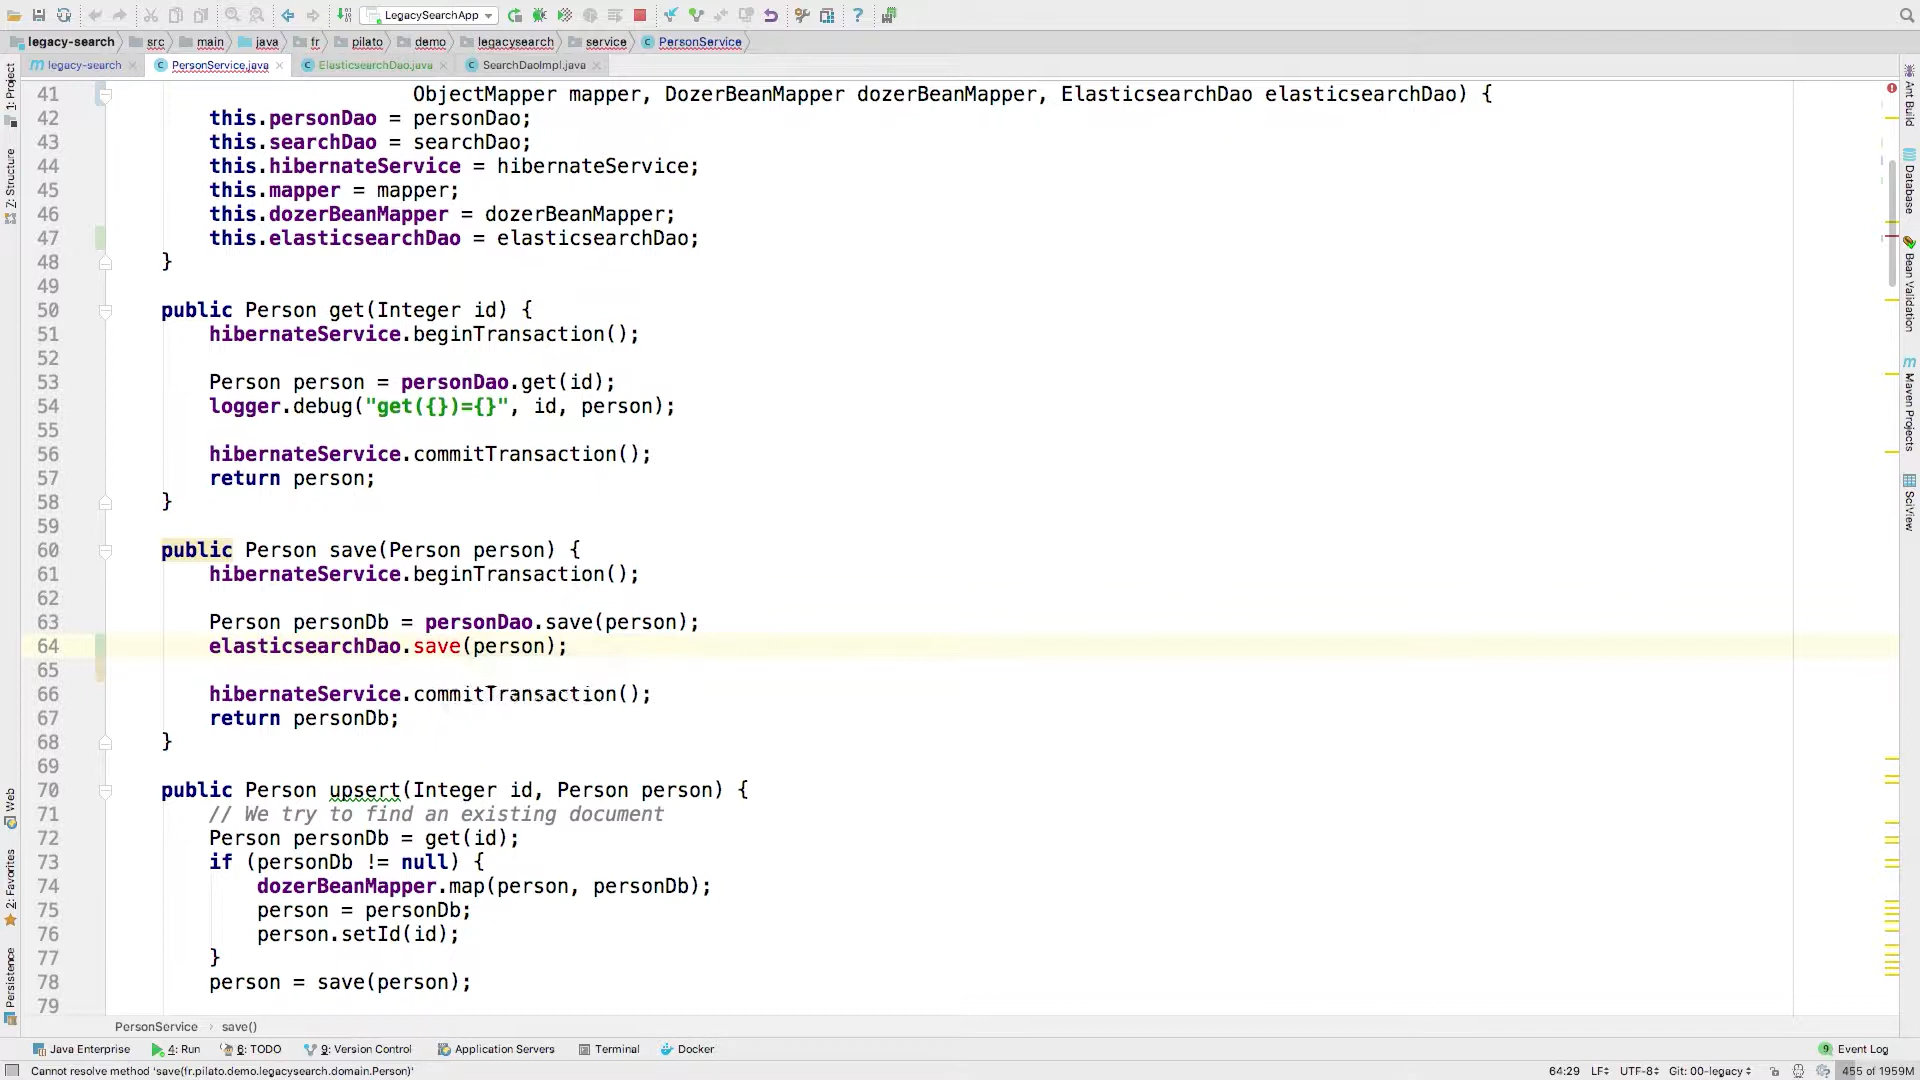 LegacySearchApp
legacy-search src main java fr pilato demo legacysearch service PersonService
legacy-search PersonService.java ElasticsearchDao.java SearchDaoImpl.java
1: Project
Z: Structure
Web
2: Favorites
Persistence
41 ObjectMapper mapper, DozerBeanMapper dozerBeanMapper, ElasticsearchDao elasticsearchDao) {
42 this.personDao = personDao;
43 this.searchDao = searchDao;
44 this.hibernateService = hibernateService;
45 this.mapper = mapper;
46 this.dozerBeanMapper = dozerBeanMapper;
47 this.elasticsearchDao = elasticsearchDao;
48 }
49
50 public Person get(Integer id) {
51 hibernateService.beginTransaction();
52
53 Person person = personDao.get(id);
54 logger.debug("get({})={}", id, person);
55
56 hibernateService.commitTransaction();
57 return person;
58 }
59
60 public Person save(Person person) {
61 hibernateService.beginTransaction();
62
63 Person personDb = personDao.save(person);
64 elasticsearchDao.save(person);
65
66 hibernateService.commitTransaction();
67 return personDb;
68 }
69
70 public Person upsert(Integer id, Person person) {
71 // We try to find an existing document
72 Person personDb = get(id);
73 if (personDb != null) {
74 dozerBeanMapper.map(person, personDb);
75 person = personDb;
76 person.setId(id);
77 }
78 person = save(person);
79
Ant Build
Database
Bean Validation
Maven Projects
SciView
PersonService › save()
Java Enterprise 4: Run 6: TODO 9: Version Control Application Servers Terminal Docker 9 Event Log
Cannot resolve method 'save(fr.pilato.demo.legacysearch.domain.Person)' 64:29 LF÷ UTF-8÷ Git: 00-legacy÷ 455 of 1959M